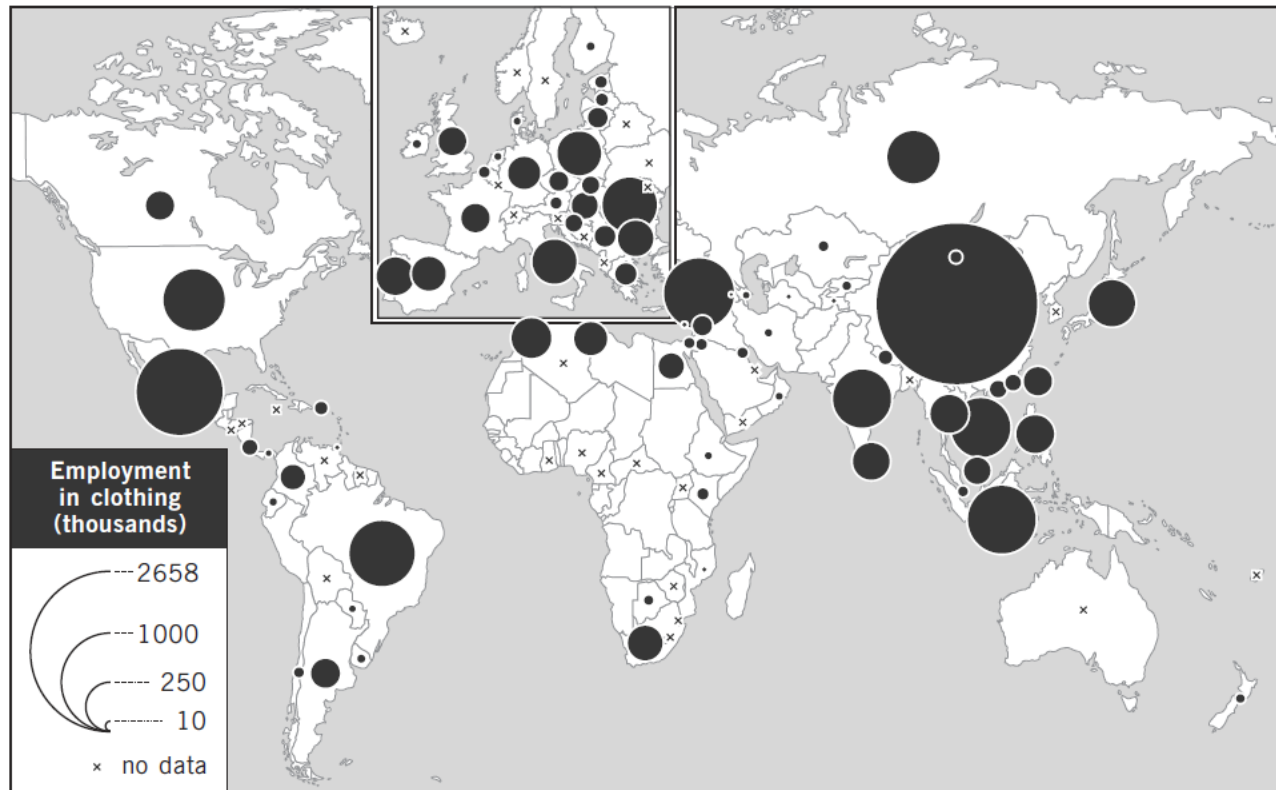 Employment
in clothing
(thousands)
2658
1000
250
10
× no data